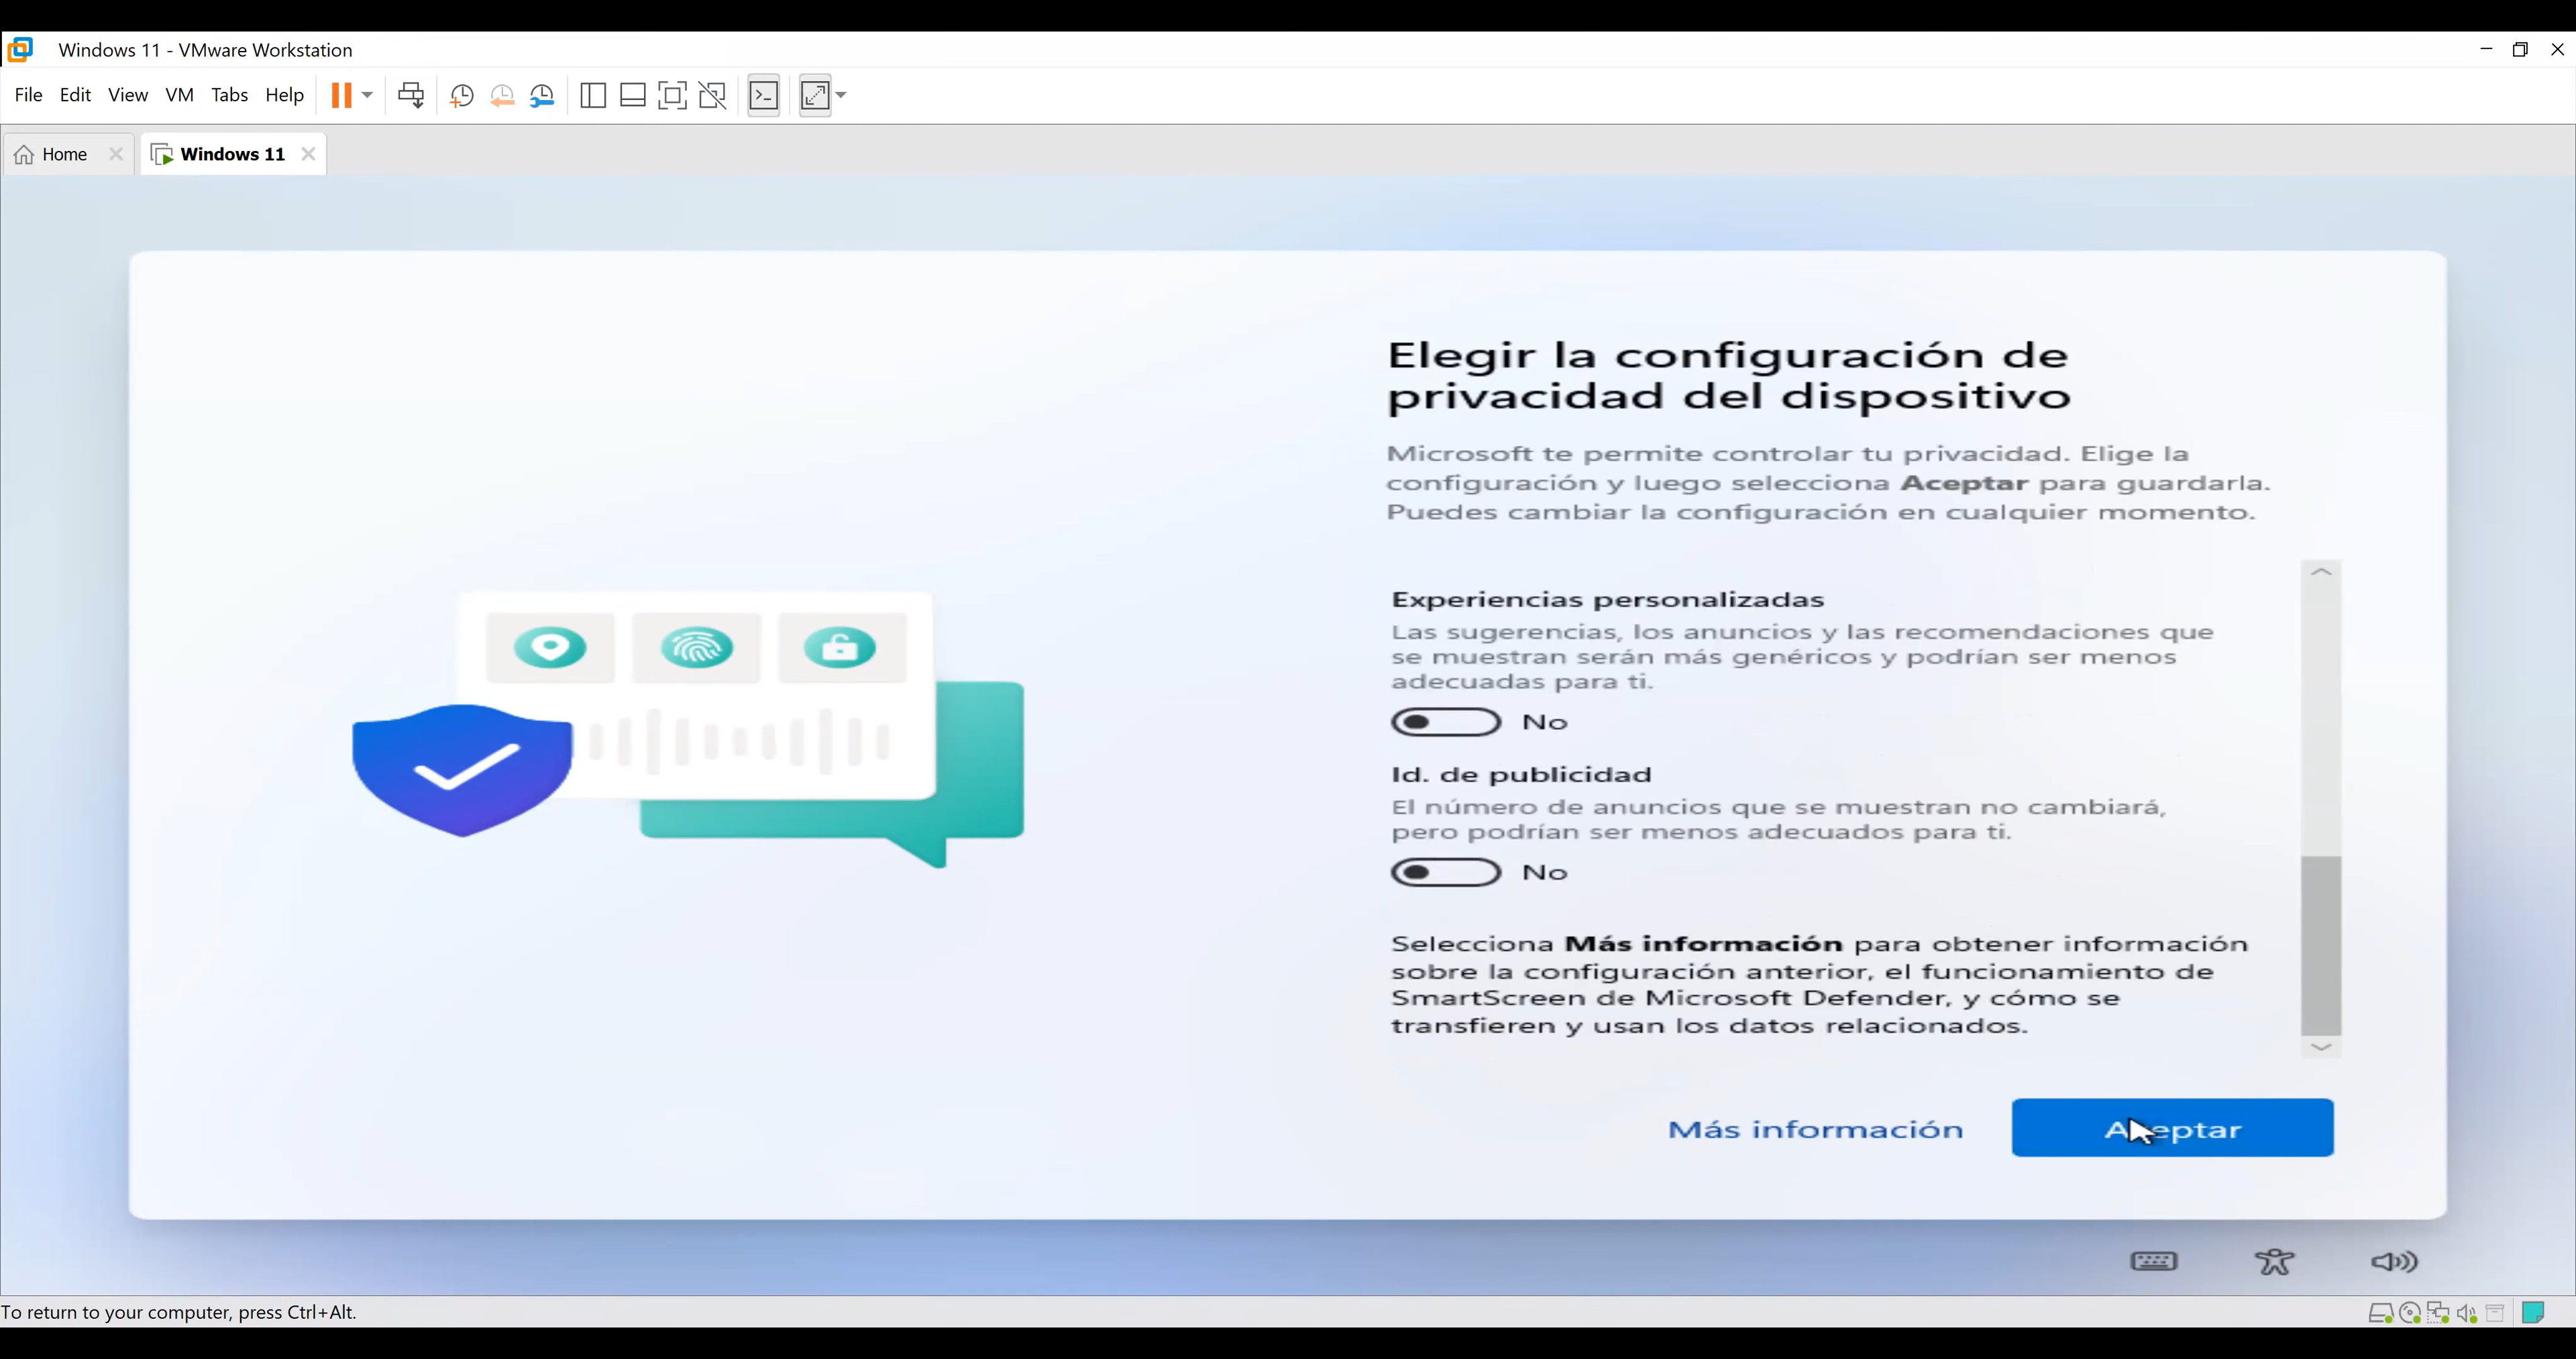 Windows 11 - VMware Workstation
File Edit View VM Tabs Help
Home
Windows 11
Elegir la configuración de
privacidad del dispositivo
Microsoft te permite controlar tu privacidad. Elige la
configuración y luego selecciona Aceptar para guardarla.
Puedes cambiar la configuración en cualquier momento.
Experiencias personalizadas
Las sugerencias, los anuncios y las recomendaciones que
se muestran serán más genéricos y podrían ser menos
adecuadas para ti.
No
Id. de publicidad
El número de anuncios que se muestran no cambiará,
pero podrían ser menos adecuados para ti.
No
Selecciona Más información para obtener información
sobre la configuración anterior, el funcionamiento de
SmartScreen de Microsoft Defender, y cómo se
transfieren y usan los datos relacionados.
Más información
Aceptar
To return to your computer, press Ctrl+Alt.